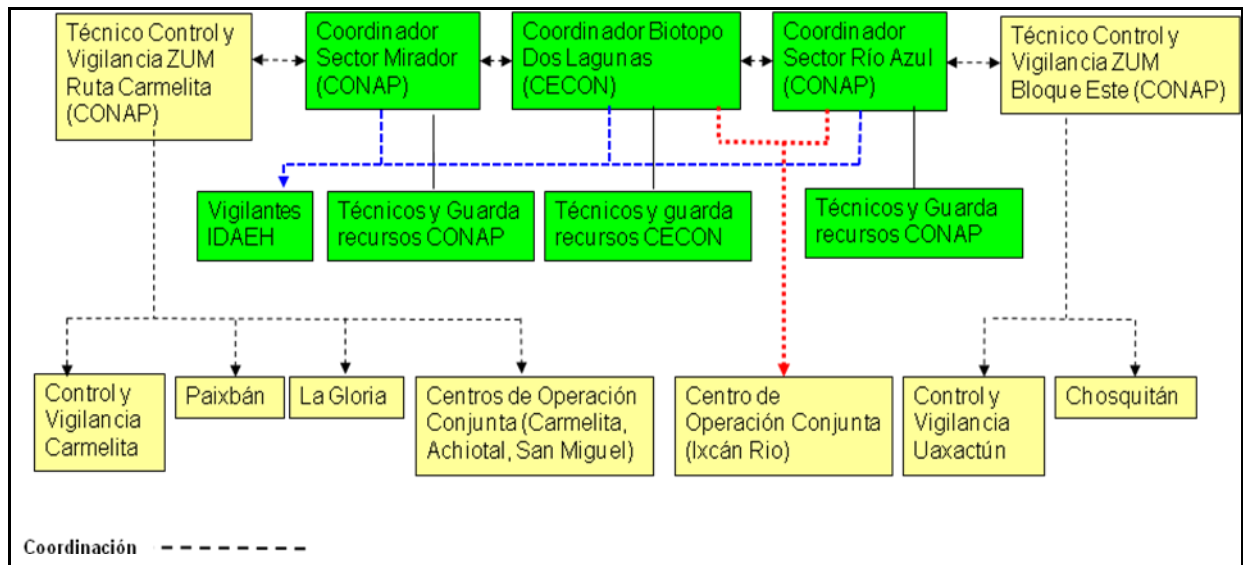 Técnico Control y
Vigilancia ZUM
Ruta Carmelita
(CONAP)
Coordinador
Sector Mirador
(CONAP)
Coordinador Biotopo
Dos Lagunas
(CECON)
Coordinador
Sector Río Azul
(CONAP)
Técnico Control y
Vigilancia ZUM
Bloque Este (CONAP)
Vigilantes
IDAEH
Técnicos y Guarda
recursos CONAP
Técnicos y guarda
recursos CECON
Técnicos y Guarda
recursos CONAP
Control y
Vigilancia
Carmelita
Paixbán
La Gloria
Centros de Operación
Conjunta (Carmelita,
Achiotal, San Miguel)
Centro de
Operación Conjunta
(Ixcán Rio)
Control y
Vigilancia
Uaxactún
Chosquitán
Coordinación